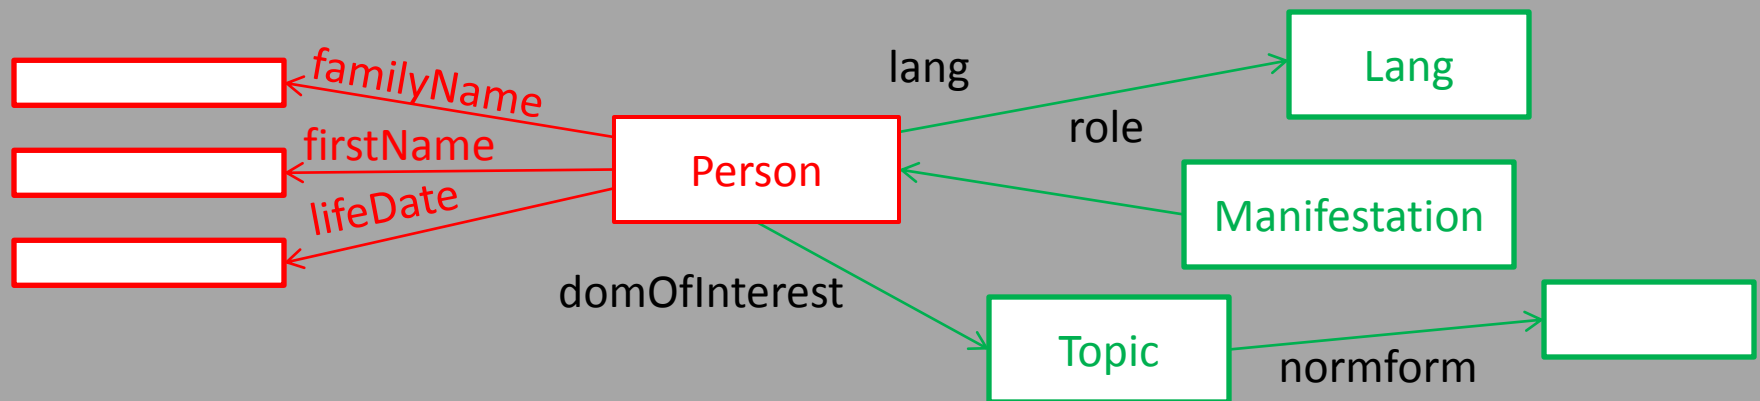 familyName
firstName
lifeDate
Person
lang
role
Lang
Manifestation
domOfInterest
Topic
normform